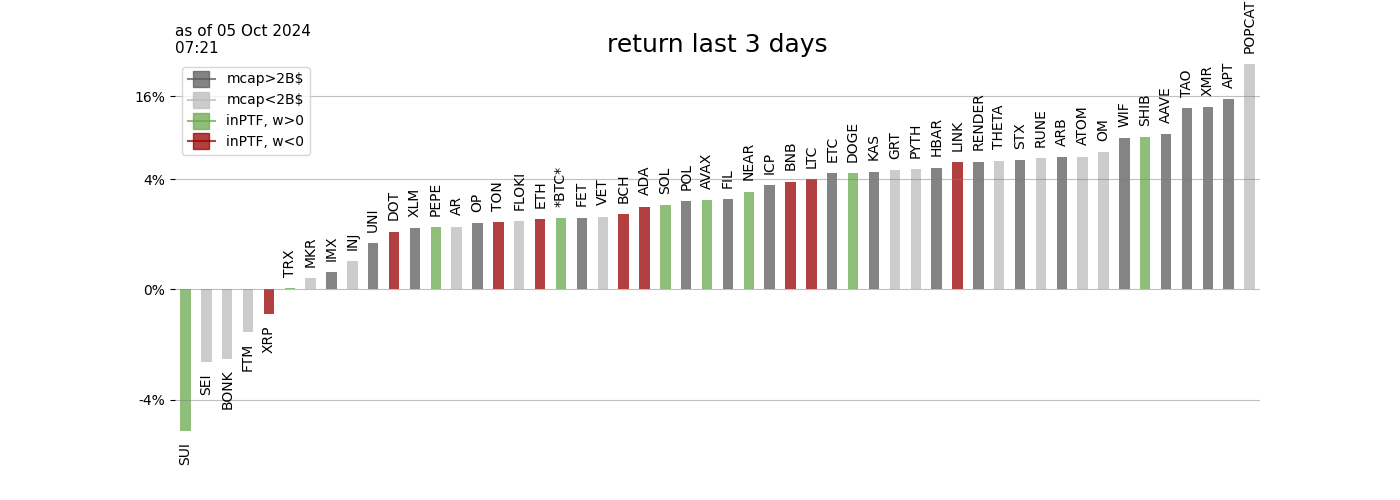 as of 05 Oct 2024
07:21
return last 3 days
mcap>2B$
mcap<2B$
inPTF, w>0
inPTF, w<0
16%
4%
0%
-4%
SUI
SEI
BONK
FTM
XRP
TRX
MKR
IMX
INJ
UNI
DOT
XLM
PEPE
AR
OP
TON
FLOKI
ETH
*BTC*
FET
VET
BCH
ADA
SOL
POL
AVAX
FIL
NEAR
ICP
BNB
LTC
ETC
DOGE
KAS
GRT
PYTH
HBAR
LINK
RENDER
THETA
STX
RUNE
ARB
ATOM
OM
WIF
SHIB
AAVE
TAO
XMR
APT
POPCAT